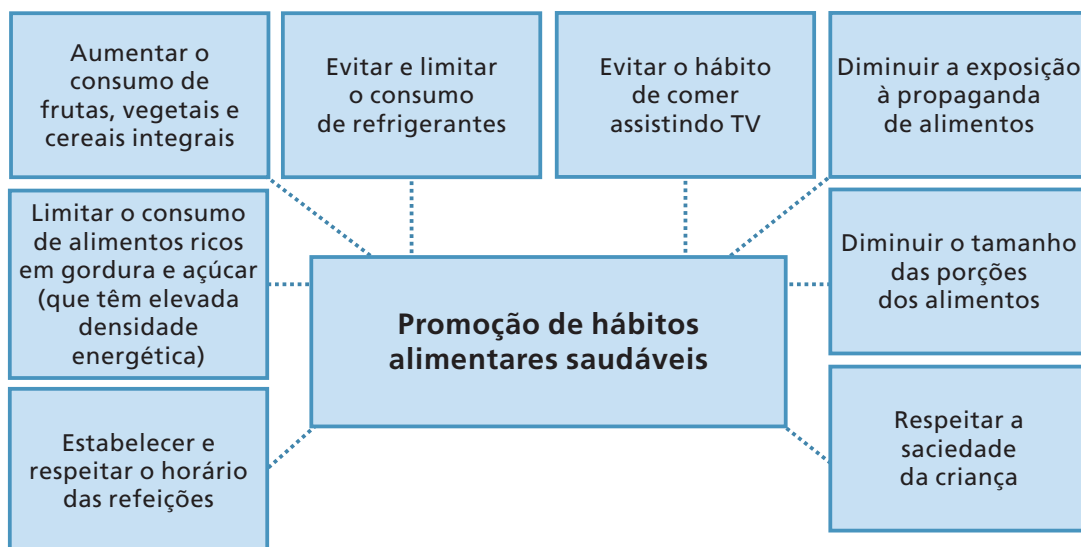 Aumentar o
consumo de
frutas, vegetais e
cereais integrais
Evitar e limitar
o consumo
de refrigerantes
Evitar o hábito
de comer
assistindo TV
Diminuir a exposição
à propaganda
de alimentos
Limitar o consumo
de alimentos ricos
em gordura e açúcar
(que têm elevada
densidade
energética)
Promoção de hábitos
alimentares saudáveis
Diminuir o tamanho
das porções
dos alimentos
Estabelecer e
respeitar o horário
das refeições
Respeitar a
saciedade
da criança